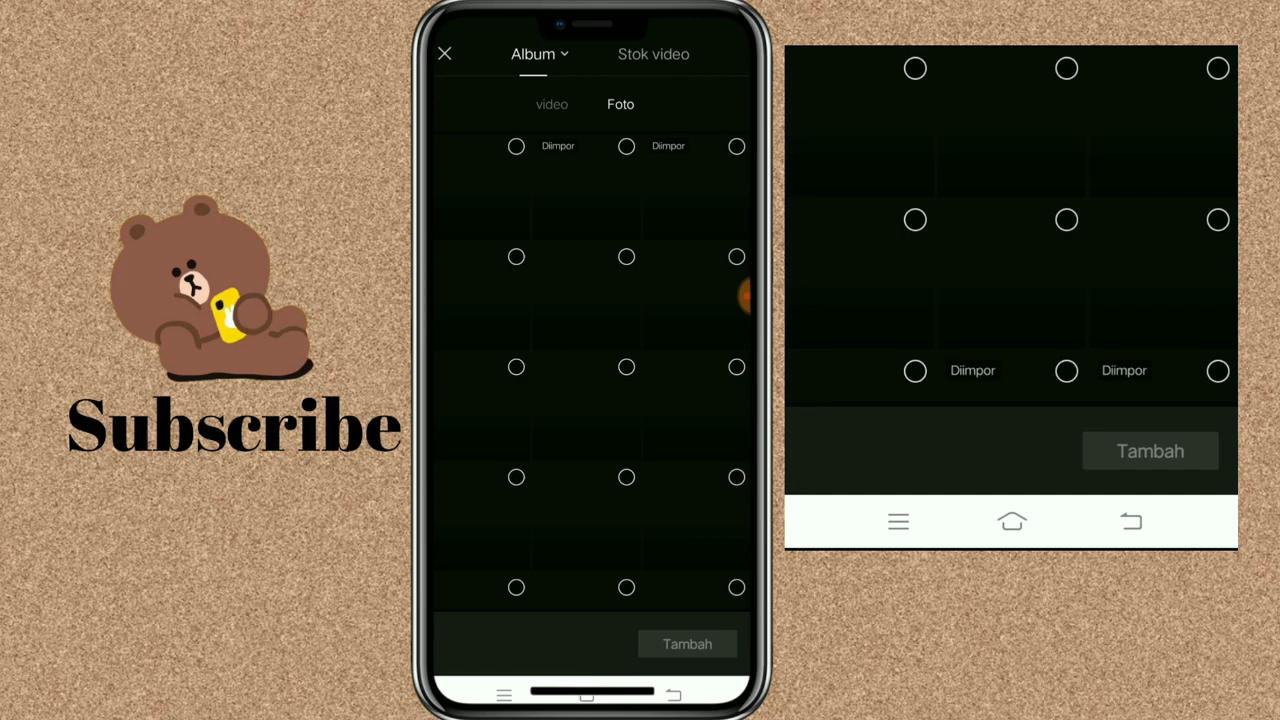 Album Stok video
video Foto
Diimpor Diimpor
Tambah
Subscribe
Diimpor Diimpor
Tambah